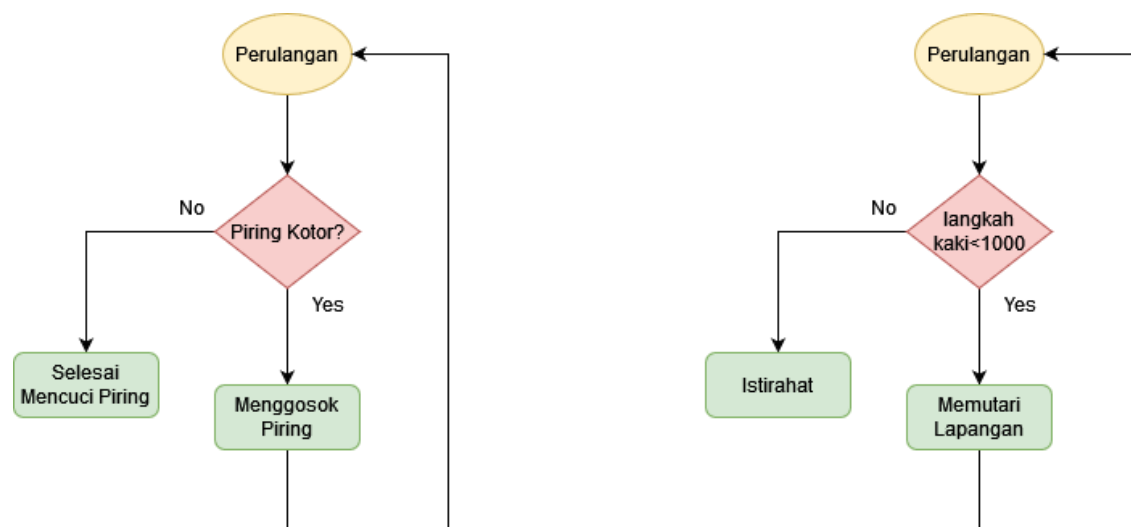 Perulangan
No
Piring Kotor?
Yes
Selesai
Mencuci Piring
Menggosok
Piring
Perulangan
No
langkah
kaki<1000
Yes
Istirahat
Memutari
Lapangan